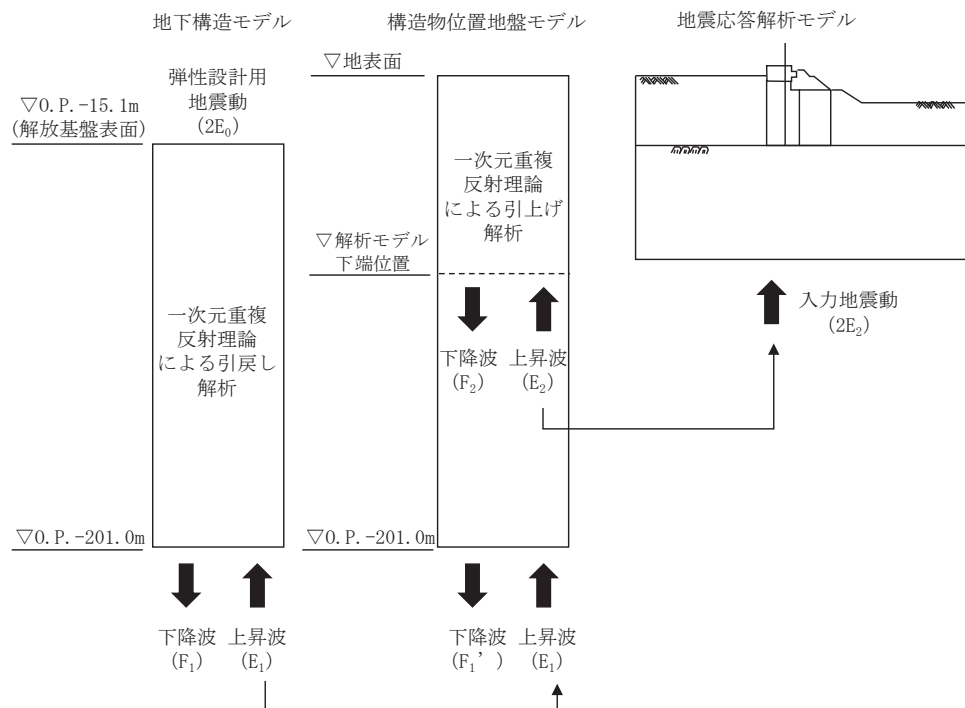 地下構造モデル
弾性設計用
地震動
(2E₀)
▽O.P.-15.1m
(解放基盤表面)
一次元重複
反射理論
による引戻し
解析
▽O.P.-201.0m
下降波
(F₁)
上昇波
(E₁)
構造物位置地盤モデル
▽地表面
一次元重複
反射理論
による引上げ
解析
▽解析モデル
下端位置
下降波
(F₂)
上昇波
(E₂)
▽O.P.-201.0m
下降波
(F₁’)
上昇波
(E₁)
地震応答解析モデル
入力地震動
(2E₂)